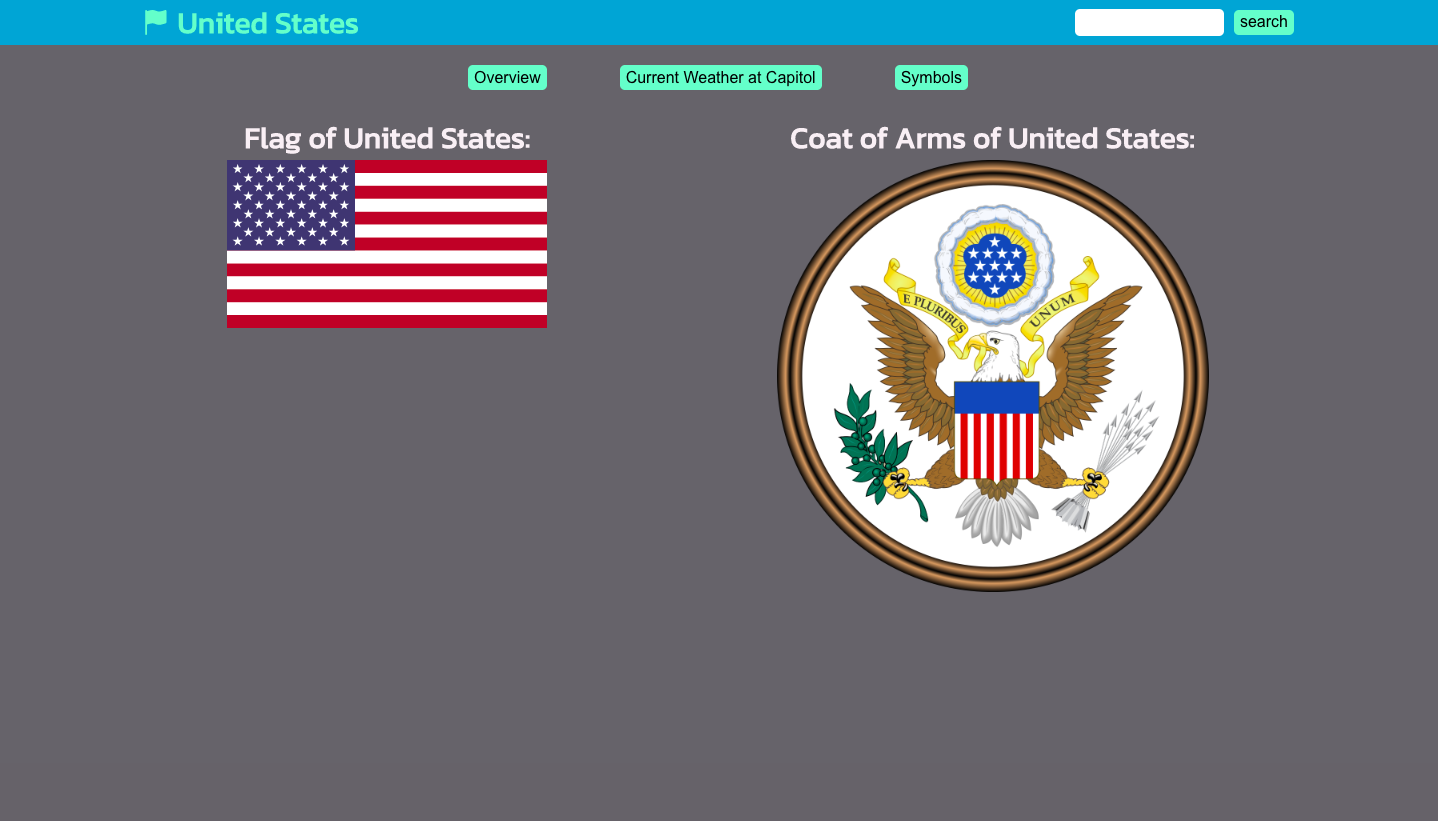 United States
search
Overview
Current Weather at Capitol
Symbols
Flag of United States:
Coat of Arms of United States:
E PLURIBUS
UNUM